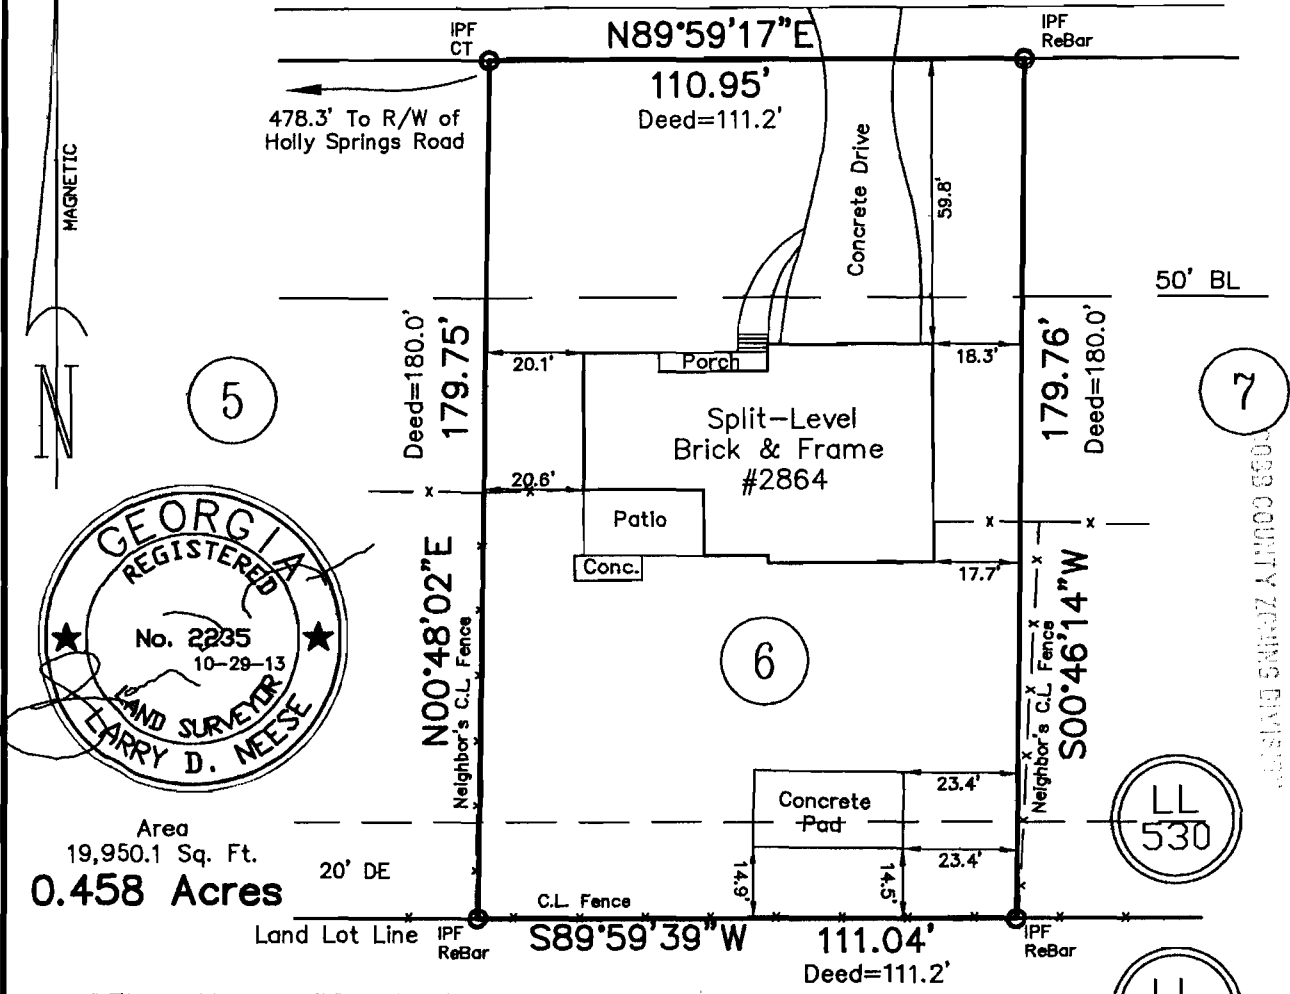 IPF
CT
N89°59'17"E
IPF
ReBar
110.95'
Deed=111.2'
478.3' To R/W of
Holly Springs Road
MAGNETIC
N
Concrete Drive
59.8'
50' BL
Deed=180.0'
179.75'
20.1'
Porch
18.3'
179.76'
Deed=180.0'
5
7
Split-Level
Brick & Frame
#2864
20.6'
x
x
Patio
Conc.
x
x
17.7'
GEORGIA
REGISTERED
No. 2235
10-29-13
LAND SURVEYOR
LARRY D. NEESE
N00°48'02"E
Neighbor's C.L. Fence
6
S00°46'14"W
Neighbor's C.L. Fence
COBB COUNTY ZONING DIVISION
Concrete
Pad
23.4'
23.4'
14.9'
14.5'
LL
530
Area
19,950.1 Sq. Ft.
0.458 Acres
20' DE
C.L. Fence
Land Lot Line
IPF
ReBar
S89°59'39"W
111.04'
Deed=111.2'
IPF
ReBar
LL